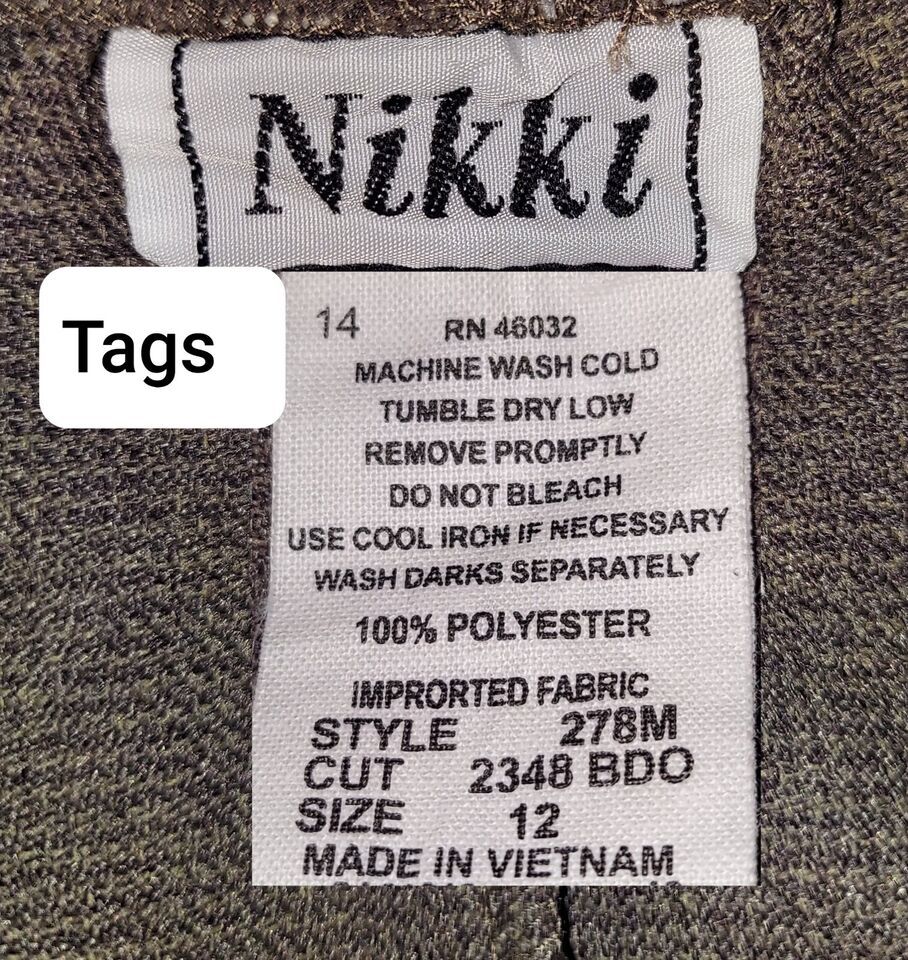 Nikki
Tags
14 RN 46032
MACHINE WASH COLD
TUMBLE DRY LOW
REMOVE PROMPTLY
DO NOT BLEACH
USE COOL IRON IF NECESSARY
WASH DARKS SEPARATELY
100% POLYESTER
IMPRORTED FABRIC
STYLE 278M
CUT 2348 BDO
SIZE 12
MADE IN VIETNAM